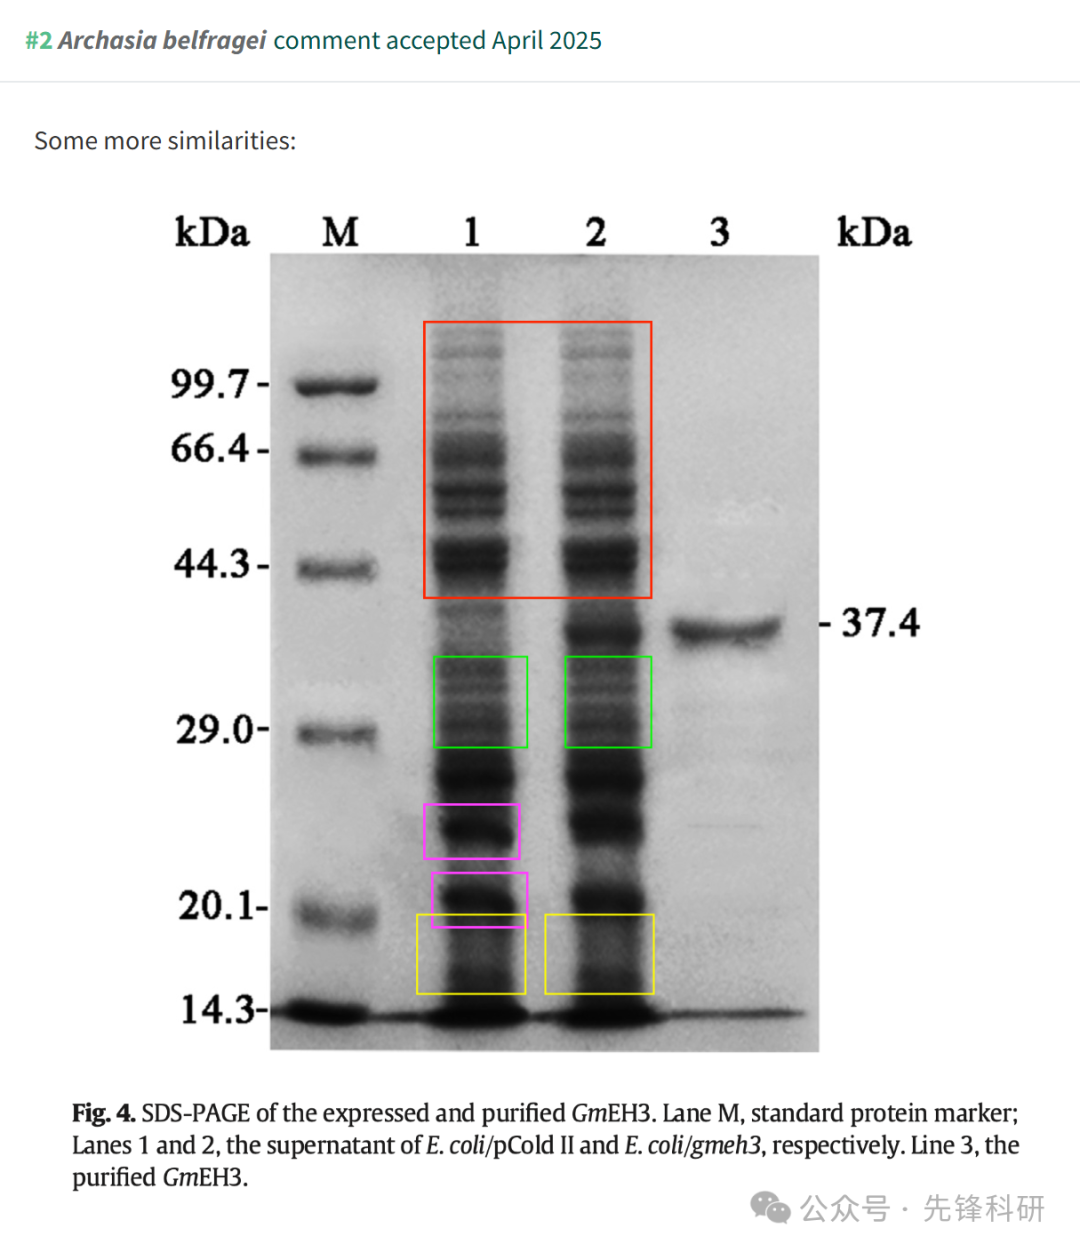 #2 Archasia belfragei comment accepted April 2025
Some more similarities:
kDa M 1 2 3 kDa
99.7-
66.4-
44.3-
- 37.4
29.0-
20.1-
14.3-
Fig. 4. SDS-PAGE of the expressed and purified GmEH3. Lane M, standard protein marker;
Lanes 1 and 2, the supernatant of E. coli/pCold II and E. coli/gmeh3, respectively. Line 3, the
purified GmEH3.
公众号 · 先锋科研